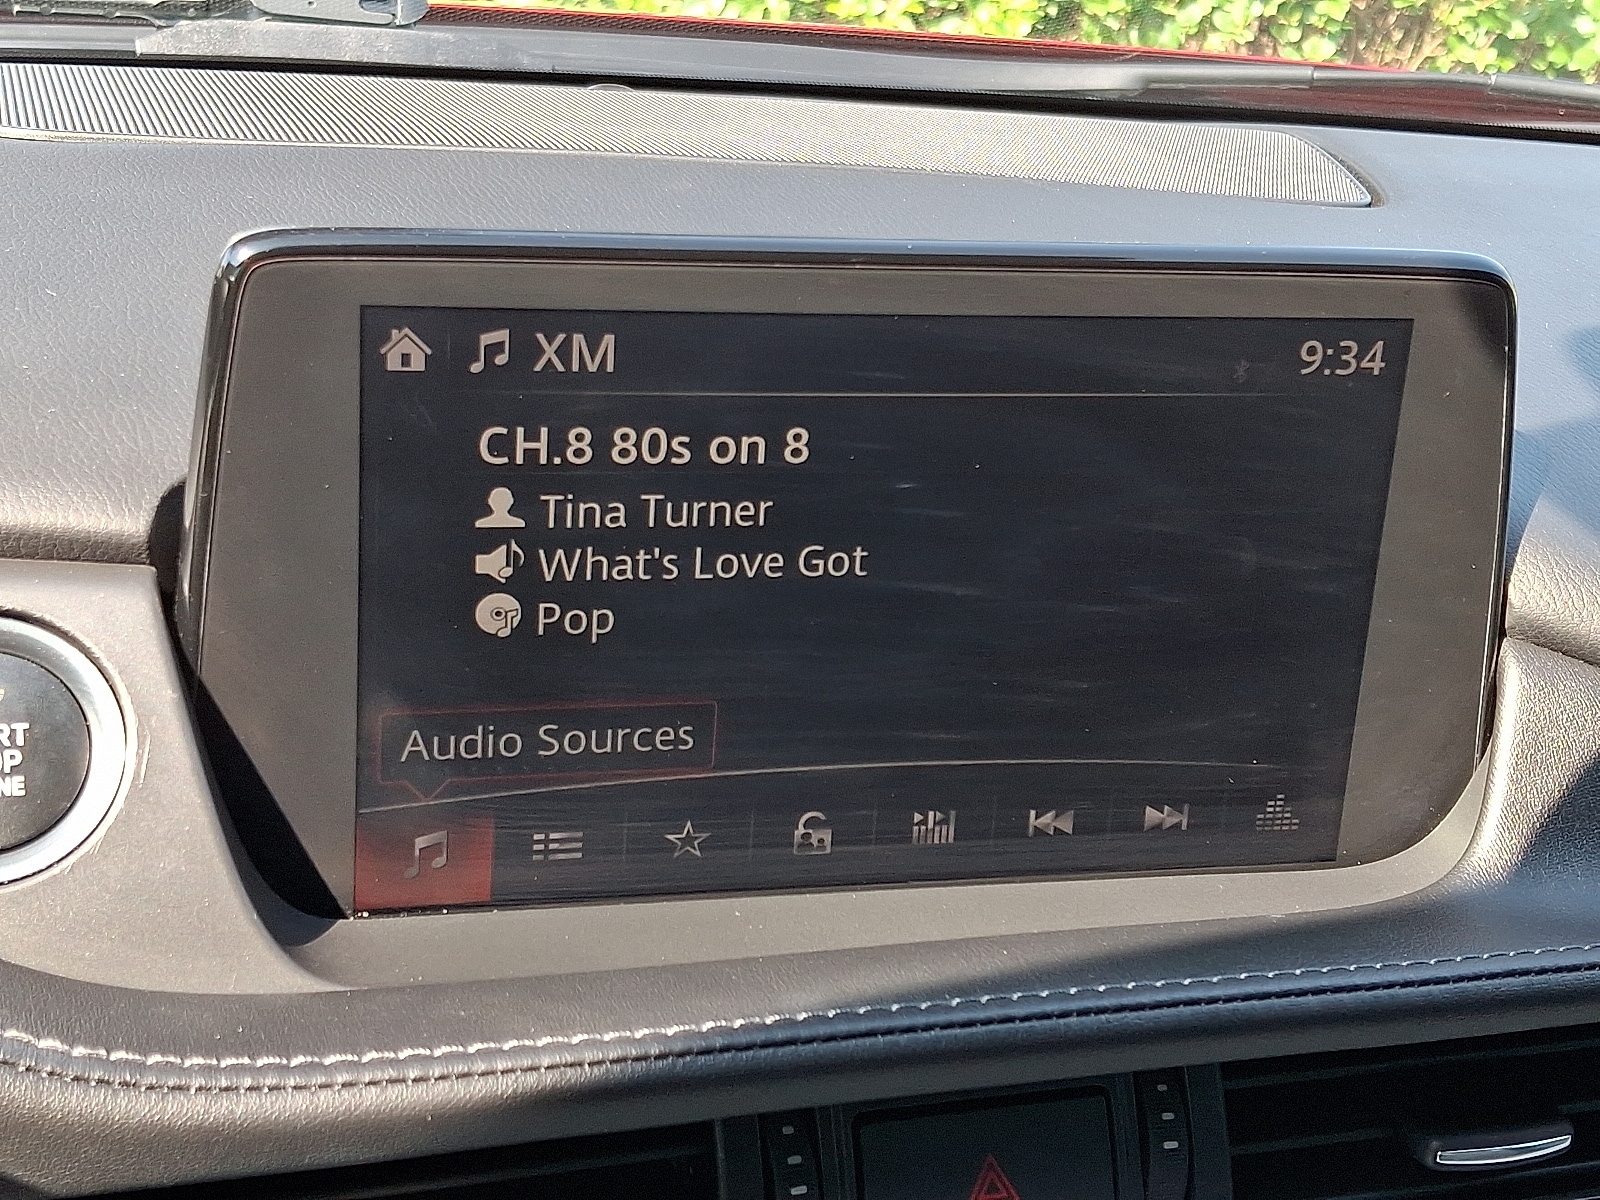 XM
9:34
CH.8 80s on 8
Tina Turner
What's Love Got
Pop
Audio Sources